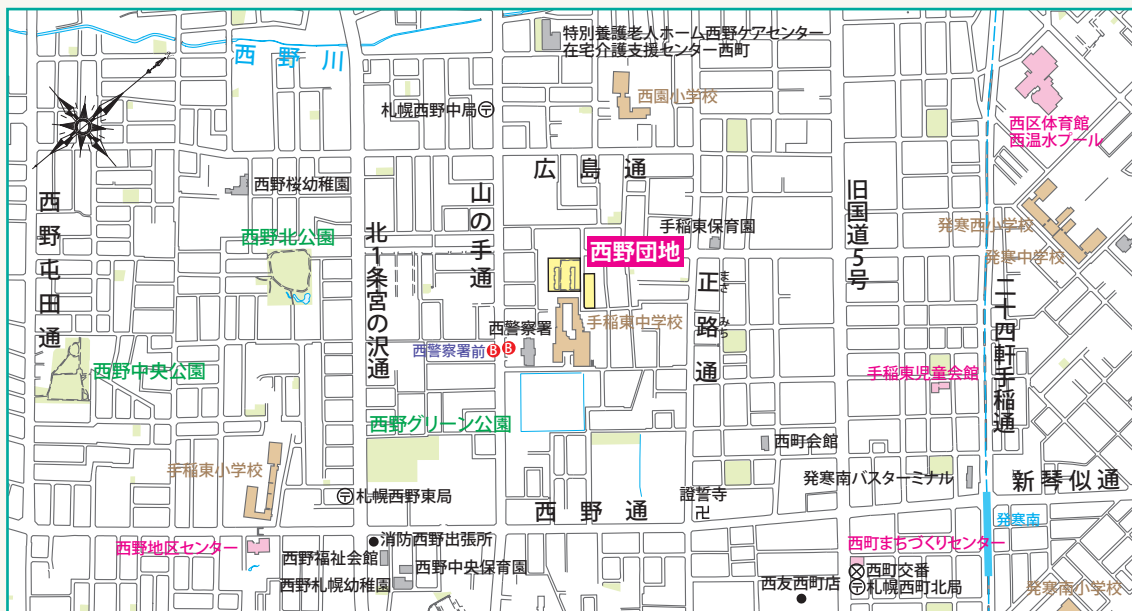 特別養護老人ホーム西野ケアセンター
在宅介護支援センター西町
西野川
西園小学校
札幌西野中局〒
西区体育館
西温水プール
広島通
西野桜幼稚園
山の手通
旧国道5号
西野屯田通
手稲東保育園
発寒西小学校
西野北公園
北1条宮の沢通
西野団地
発寒中学校
正路通
まさみち
二十四軒手稲通
手稲東中学校
西警察署
西警察署前
B
B
西野中央公園
手稲東児童会館
西野グリーン公園
西町会館
手稲東小学校
発寒南バスターミナル
新琴似通
〒札幌西野東局
證誓寺
卍
西野通
発寒南
消防西野出張所
西野地区センター
西町まちづくりセンター
西野福祉会館
西野中央保育園
西町交番
西野札幌幼稚園
西友西町店
〒札幌西町北局
発寒南小学校